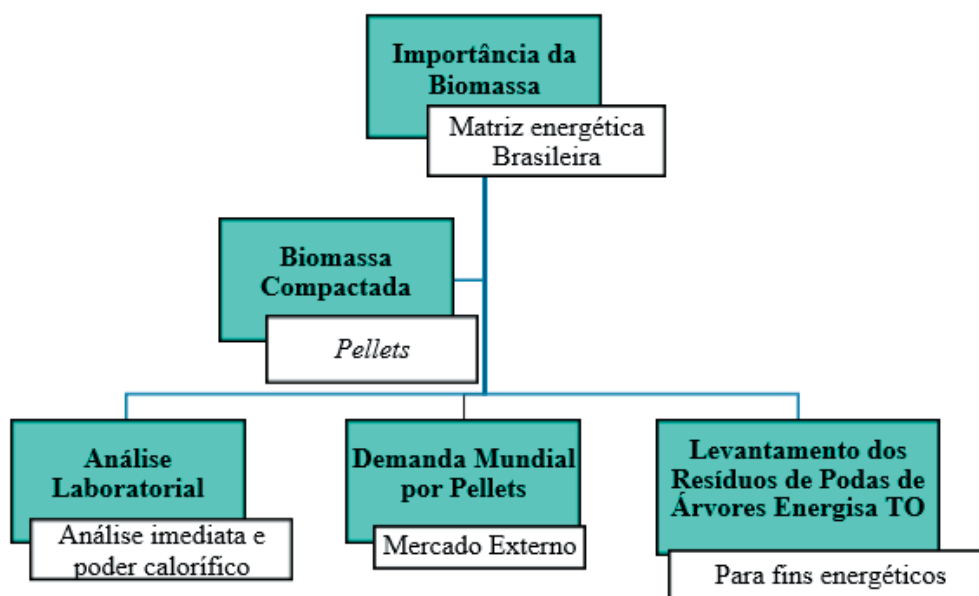 Importância da
Biomassa
Matriz energética
Brasileira
Biomassa
Compactada
Pellets
Análise
Laboratorial
Análise imediata e
poder calorífico
Demanda Mundial
por Pellets
Mercado Externo
Levantamento dos
Resíduos de Podas de
Árvores Energisa TO
Para fins energéticos